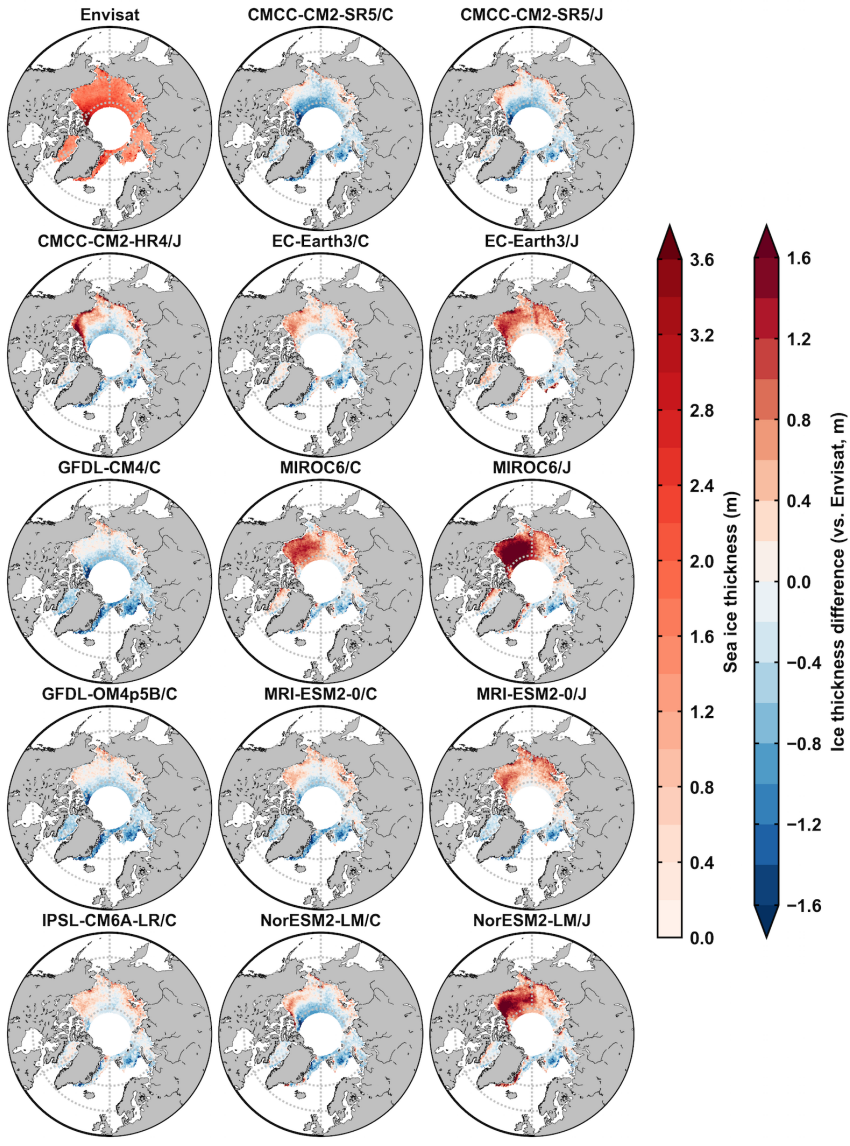 Envisat
CMCC-CM2-SR5/C
CMCC-CM2-SR5/J
CMCC-CM2-HR4/J
EC-Earth3/C
EC-Earth3/J
GFDL-CM4/C
MIROC6/C
MIROC6/J
GFDL-OM4p5B/C
MRI-ESM2-0/C
MRI-ESM2-0/J
IPSL-CM6A-LR/C
NorESM2-LM/C
NorESM2-LM/J
3.6
3.2
2.8
2.4
2.0
1.6
1.2
0.8
0.4
0.0
Sea ice thickness (m)
1.6
1.2
0.8
0.4
0.0
−0.4
−0.8
−1.2
−1.6
Ice thickness difference (vs. Envisat, m)